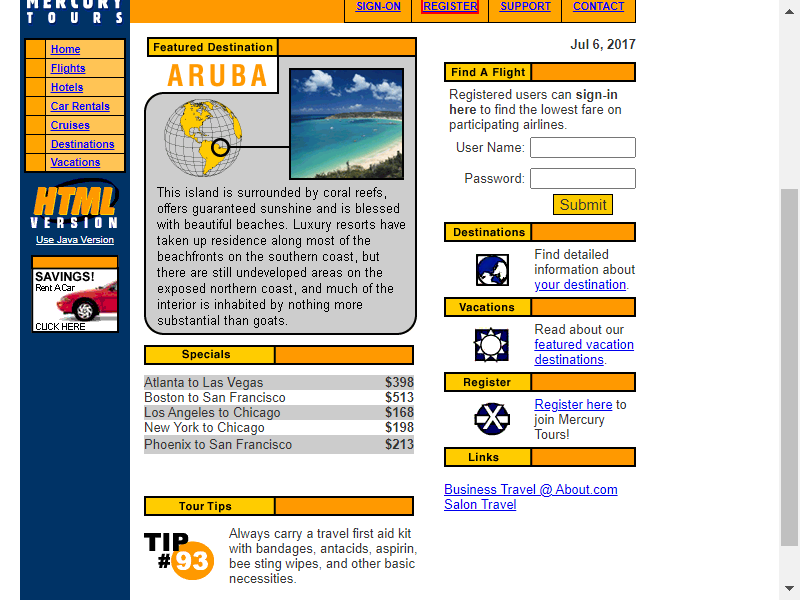 MERCURY
TOURS
SIGN-ON
REGISTER
SUPPORT
CONTACT
Home
Flights
Hotels
Car Rentals
Cruises
Destinations
Vacations
HTML
VERSION
Use Java Version
SAVINGS!
Rent A Car
CLICK HERE
Featured Destination
ARUBA
This island is surrounded by coral reefs,
offers guaranteed sunshine and is blessed
with beautiful beaches. Luxury resorts have
taken up residence along most of the
beachfronts on the southern coast, but
there are still undeveloped areas on the
exposed northern coast, and much of the
interior is inhabited by nothing more
substantial than goats.
Specials
Atlanta to Las Vegas $398
Boston to San Francisco $513
Los Angeles to Chicago $168
New York to Chicago $198
Phoenix to San Francisco $213
Tour Tips
TIP
#93
Always carry a travel first aid kit
with bandages, antacids, aspirin,
bee sting wipes, and other basic
necessities.
Jul 6, 2017
Find A Flight
Registered users can sign-in
here to find the lowest fare on
participating airlines.
User Name:
Password:
Submit
Destinations
Find detailed
information about
your destination.
Vacations
Read about our
featured vacation
destinations.
Register
Register here to
join Mercury
Tours!
Links
Business Travel @ About.com
Salon Travel